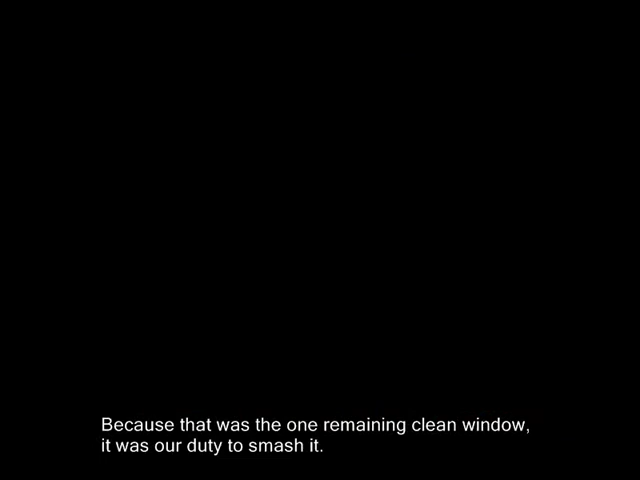 Because that was the one remaining clean window,
it was our duty to smash it.